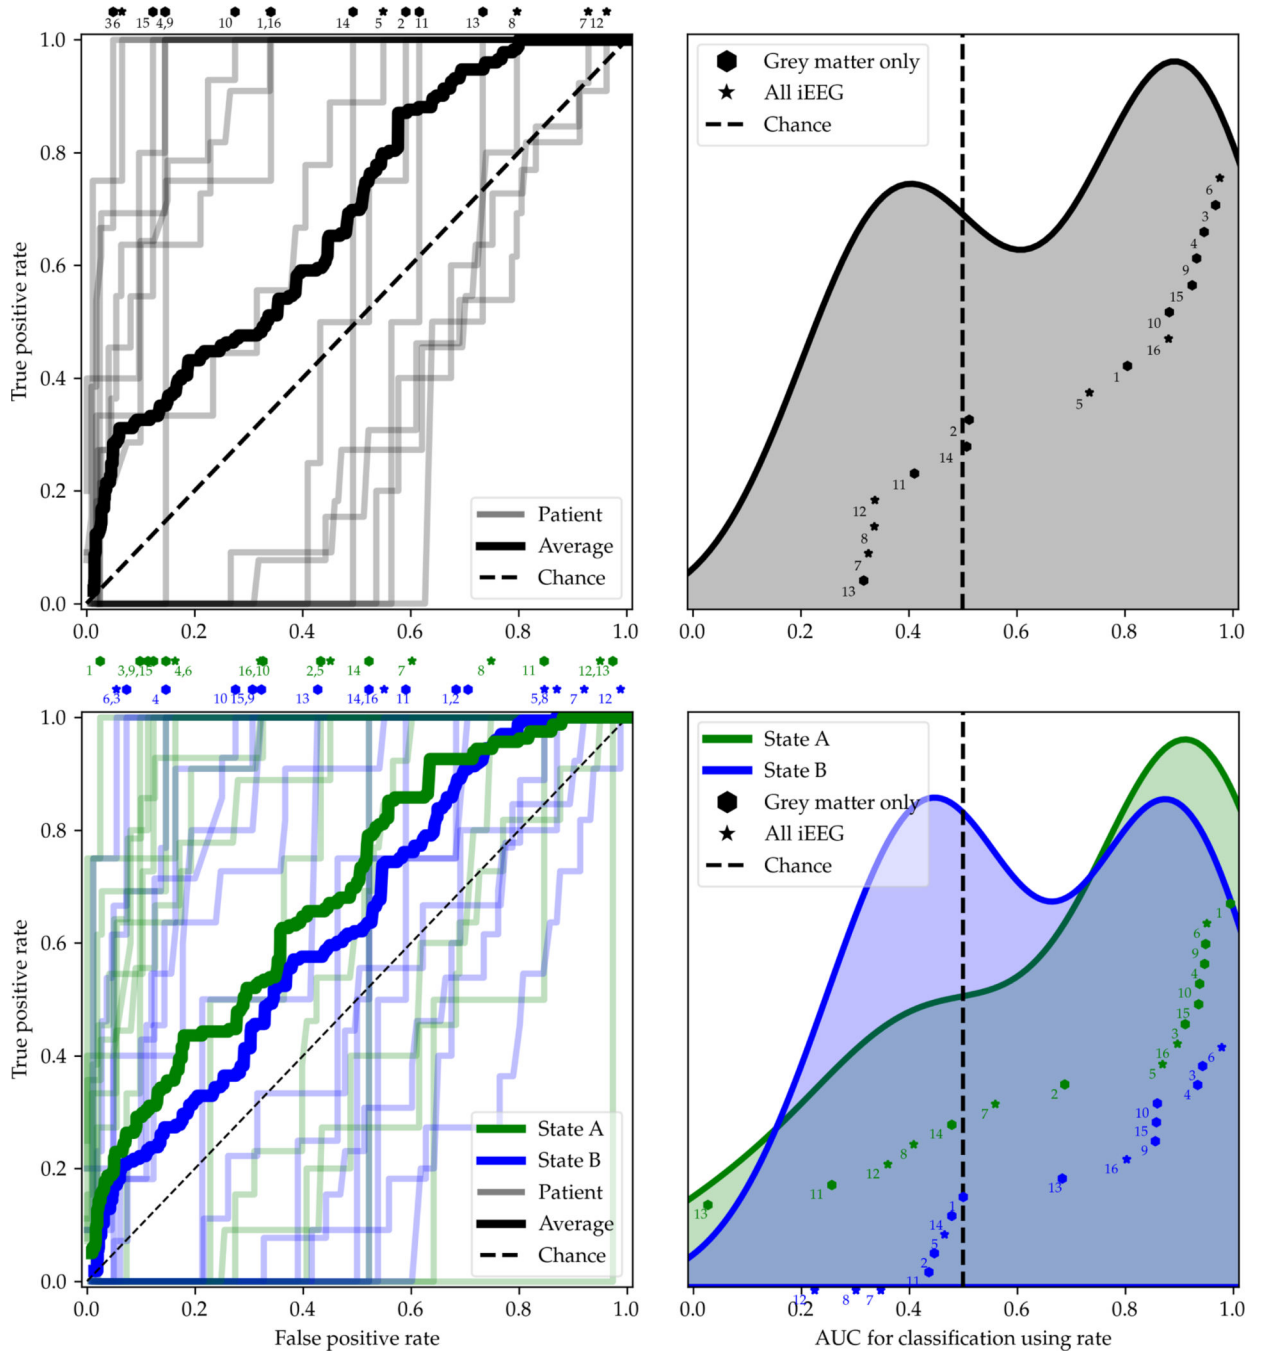 3 6 15 4,9 10 1,16 14 5 2 11 13 8 7 12
1.0
0.8
0.6
0.4
0.2
0.0
True positive rate
Patient
Average
Chance
0.0 0.2 0.4 0.6 0.8 1.0
Grey matter only
All iEEG
Chance
6
3
4
9
15
10
16
1
5
2
14
11
12
8
7
13
0.0 0.2 0.4 0.6 0.8 1.0
1 3,9,15 4,6 16,10 2,5 14 7 8 11 12,13
6,3 4 10 15,9 13 14,16 11 1,2 5,8 7 12
1.0
0.8
0.6
0.4
0.2
0.0
True positive rate
State A
State B
Patient
Average
Chance
0.0 0.2 0.4 0.6 0.8 1.0
False positive rate
State A
State B
Grey matter only
All iEEG
Chance
1
6
9
4
10
15
3
16
5
2
7
14
8
12
11
13
6
3
4
10
15
9
16
13
1
14
5
2
11
12 8 7
0.0 0.2 0.4 0.6 0.8 1.0
AUC for classification using rate